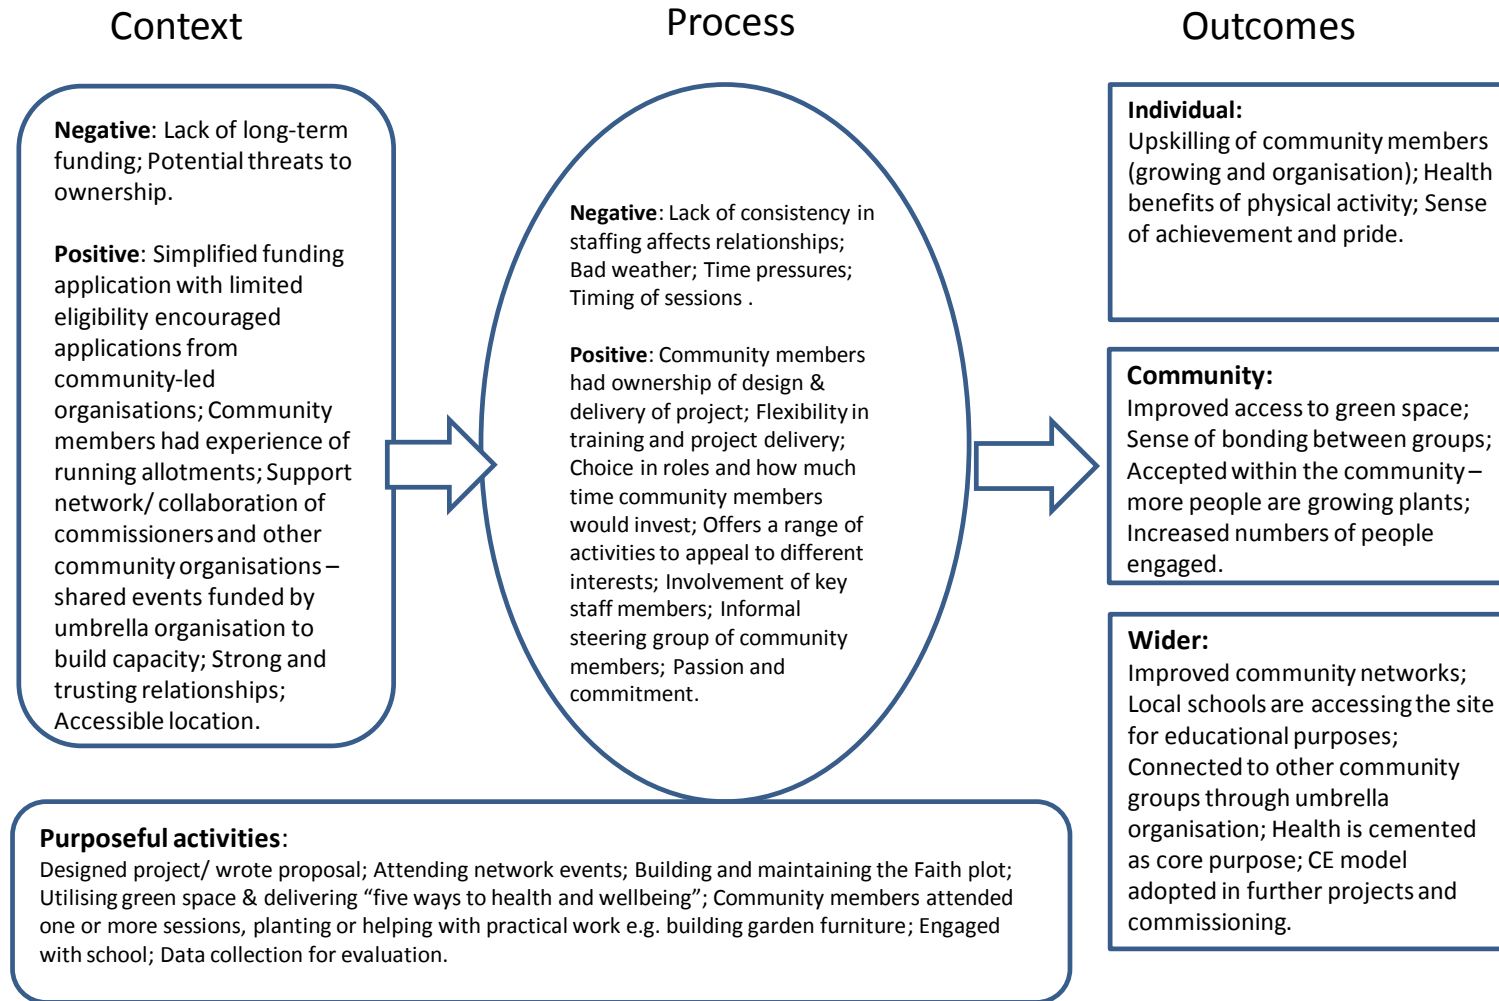 Context
Process
Outcomes
Negative: Lack of long-term
funding; Potential threats to
ownership.
Positive: Simplified funding
application with limited
eligibility encouraged
applications from
community-led
organisations; Community
members had experience of
running allotments; Support
network/ collaboration of
commissioners and other
community organisations –
shared events funded by
umbrella organisation to
build capacity; Strong and
trusting relationships;
Accessible location.
Negative: Lack of consistency in
staffing affects relationships;
Bad weather; Time pressures;
Timing of sessions .
Positive: Community members
had ownership of design &
delivery of project; Flexibility in
training and project delivery;
Choice in roles and how much
time community members
would invest; Offers a range of
activities to appeal to different
interests; Involvement of key
staff members; Informal
steering group of community
members; Passion and
commitment.
Individual:
Upskilling of community members
(growing and organisation); Health
benefits of physical activity; Sense
of achievement and pride.
Community:
Improved access to green space;
Sense of bonding between groups;
Accepted within the community –
more people are growing plants;
Increased numbers of people
engaged.
Wider:
Improved community networks;
Local schools are accessing the site
for educational purposes;
Connected to other community
groups through umbrella
organisation; Health is cemented
as core purpose; CE model
adopted in further projects and
commissioning.
Purposeful activities:
Designed project/ wrote proposal; Attending network events; Building and maintaining the Faith plot;
Utilising green space & delivering “five ways to health and wellbeing”; Community members attended
one or more sessions, planting or helping with practical work e.g. building garden furniture; Engaged
with school; Data collection for evaluation.